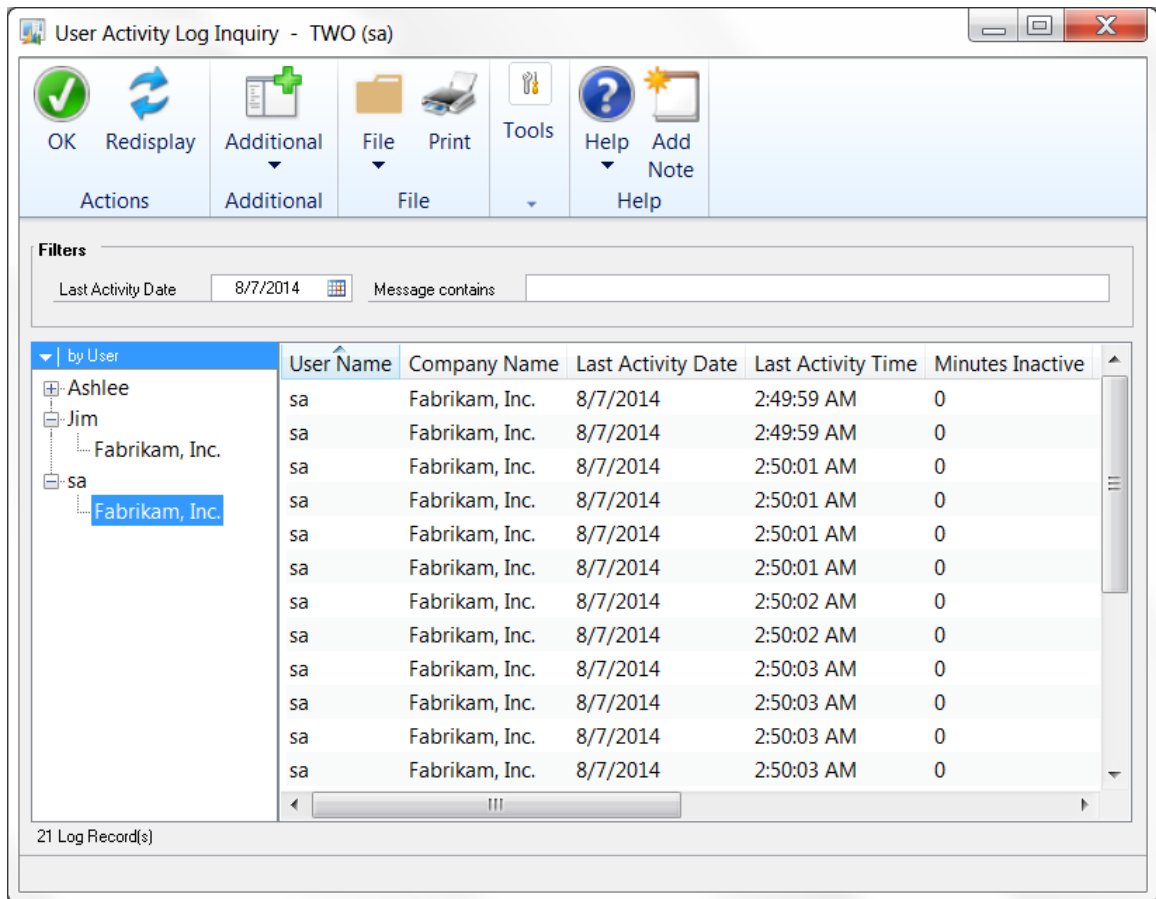 User Activity Log Inquiry - TWO (sa)
OK Redisplay Additional File Print Tools Help Add Note
Actions Additional File Help
Filters
Last Activity Date 8/7/2014 Message contains
by User
Ashlee
Jim
Fabrikam, Inc.
sa
Fabrikam, Inc.
User Name Company Name Last Activity Date Last Activity Time Minutes Inactive
sa Fabrikam, Inc. 8/7/2014 2:49:59 AM 0
sa Fabrikam, Inc. 8/7/2014 2:49:59 AM 0
sa Fabrikam, Inc. 8/7/2014 2:50:01 AM 0
sa Fabrikam, Inc. 8/7/2014 2:50:01 AM 0
sa Fabrikam, Inc. 8/7/2014 2:50:01 AM 0
sa Fabrikam, Inc. 8/7/2014 2:50:01 AM 0
sa Fabrikam, Inc. 8/7/2014 2:50:02 AM 0
sa Fabrikam, Inc. 8/7/2014 2:50:02 AM 0
sa Fabrikam, Inc. 8/7/2014 2:50:03 AM 0
sa Fabrikam, Inc. 8/7/2014 2:50:03 AM 0
sa Fabrikam, Inc. 8/7/2014 2:50:03 AM 0
sa Fabrikam, Inc. 8/7/2014 2:50:03 AM 0
21 Log Record(s)